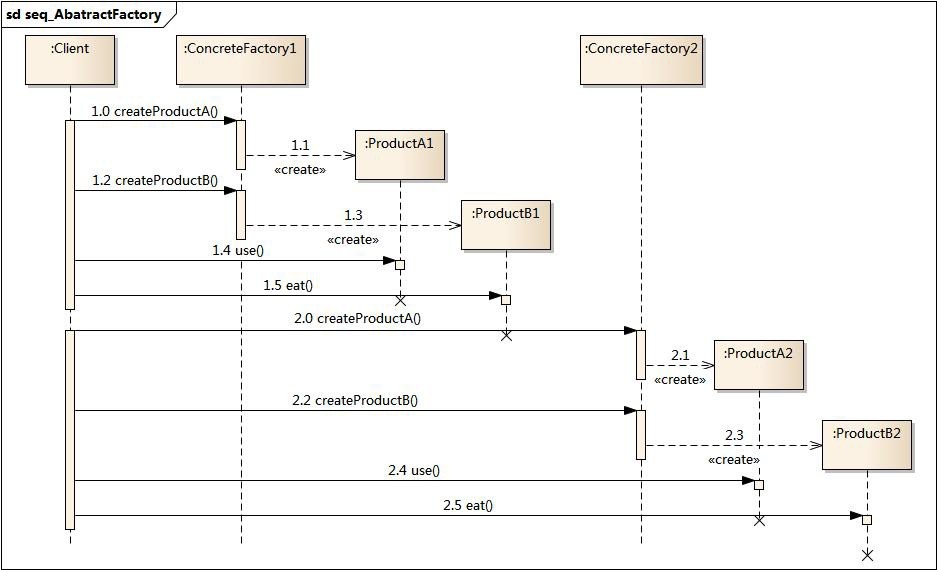 sd seq_AbatractFactory
:Client
:ConcreteFactory1
:ConcreteFactory2
1.0 createProductA()
1.1
:ProductA1
«create»
1.2 createProductB()
1.3
:ProductB1
«create»
1.4 use()
1.5 eat()
2.0 createProductA()
2.1
:ProductA2
«create»
2.2 createProductB()
2.3
:ProductB2
«create»
2.4 use()
2.5 eat()